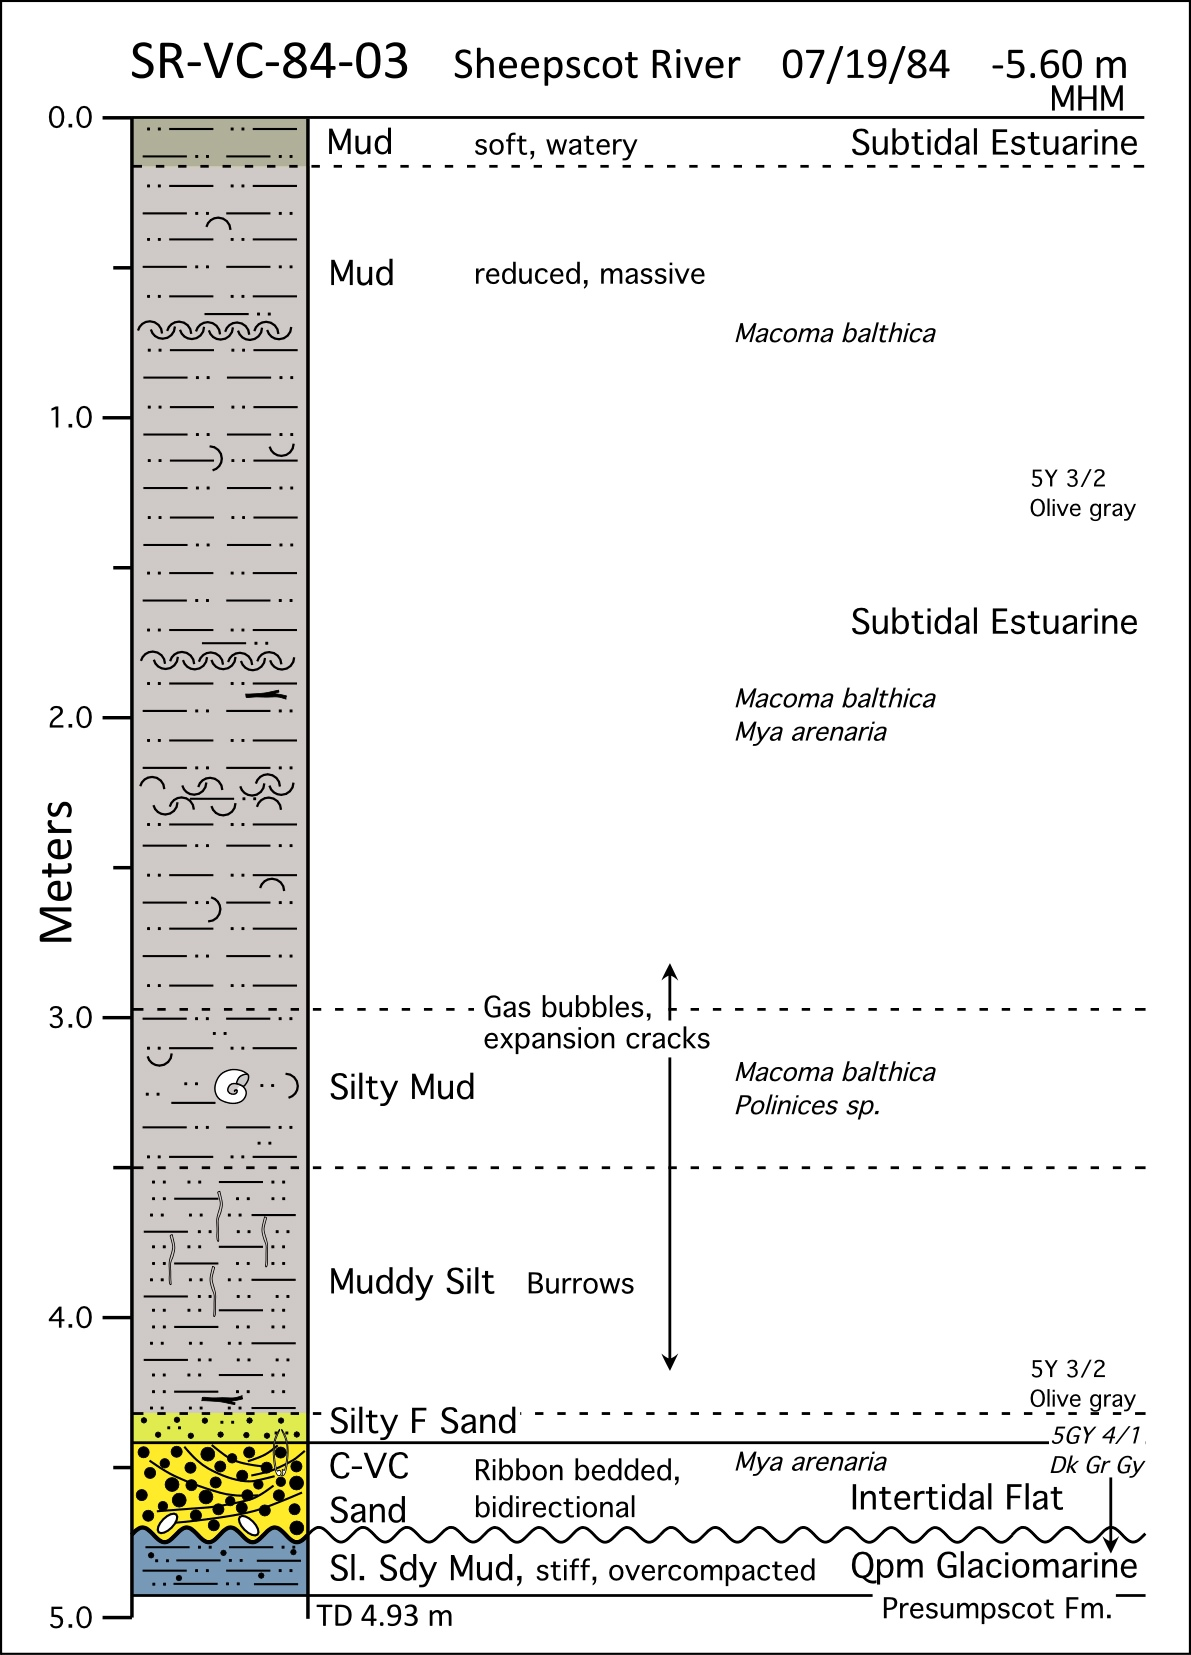 SR-VC-84-03 Sheepscot River 07/19/84 -5.60 m
MHM
0.0
Mud soft, watery Subtidal Estuarine
Mud reduced, massive
Macoma balthica
1.0
5Y 3/2
Olive gray
Subtidal Estuarine
Macoma balthica
2.0
Mya arenaria
Meters
3.0
Gas bubbles,
expansion cracks
Silty Mud
Macoma balthica
Polinices sp.
Muddy Silt Burrows
4.0
5Y 3/2
Olive gray
Silty F Sand
5GY 4/1
Dk Gr Gy
C-VC
Sand
Ribbon bedded,
bidirectional
Mya arenaria
Intertidal Flat
Sl. Sdy Mud, stiff, overcompacted Qpm Glaciomarine
Presumpscot Fm.
5.0
TD 4.93 m